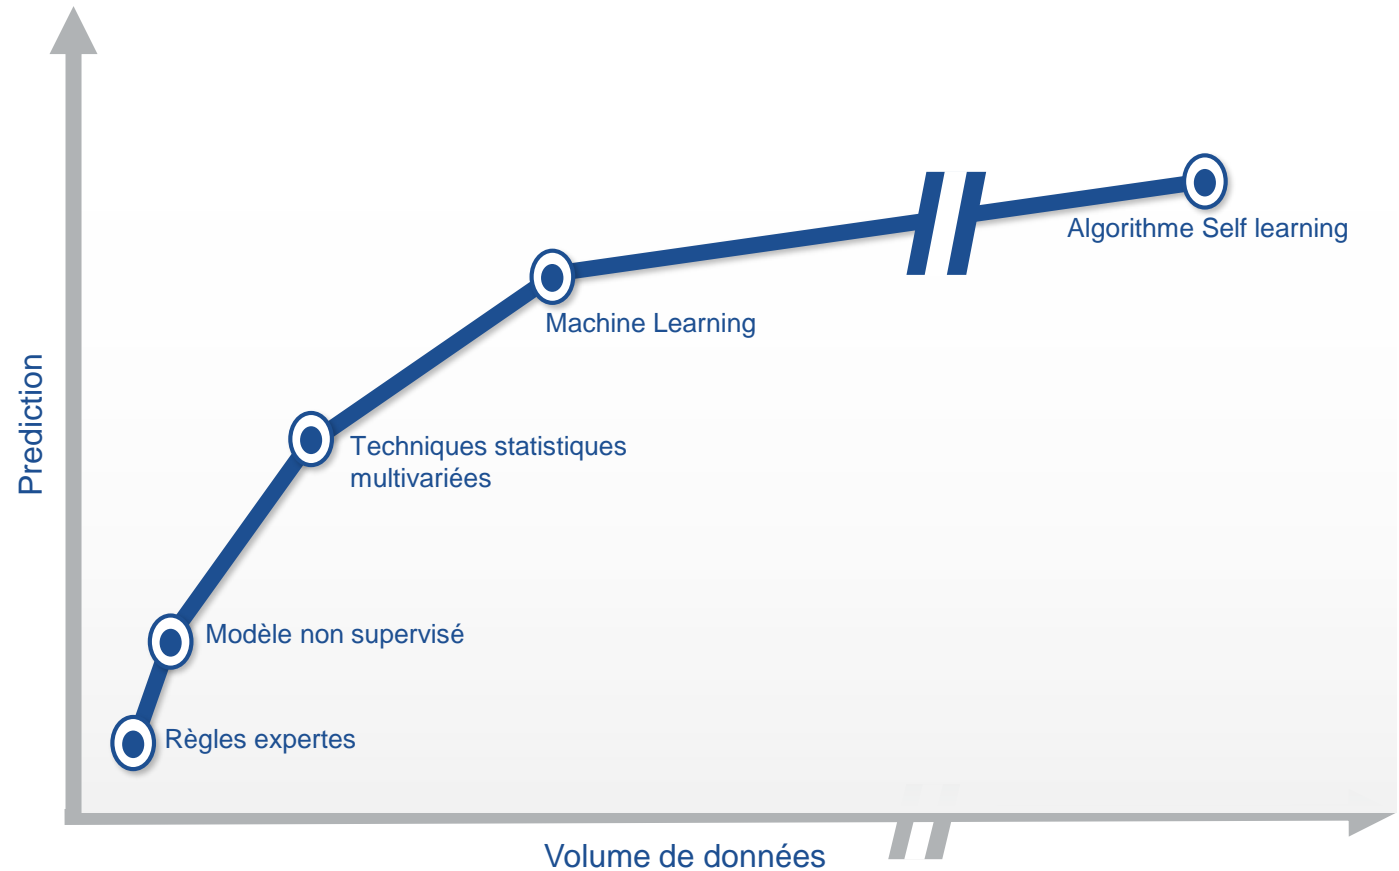 Algorithme Self learning
Machine Learning
Techniques statistiques
multivariées
Prediction
Modèle non supervisé
Règles expertes
Volume de données